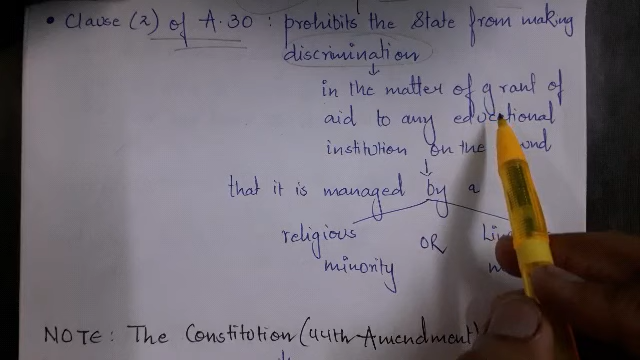 • Clause (2) of A.30 : prohibits the State from making
discrimination
in the matter of grant of
aid to any educational
institution on the
that it is managed by a
religious OR
minority
NOTE: The Constitution (44th Amendment)